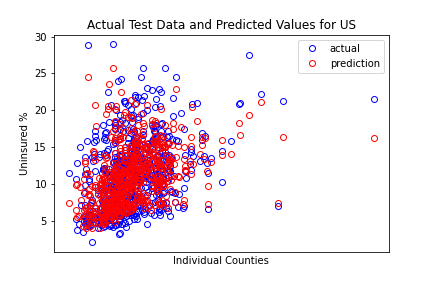 Actual Test Data and Predicted Values for US
30
25
20
15
10
5
Uninsured %
actual
prediction
Individual Counties